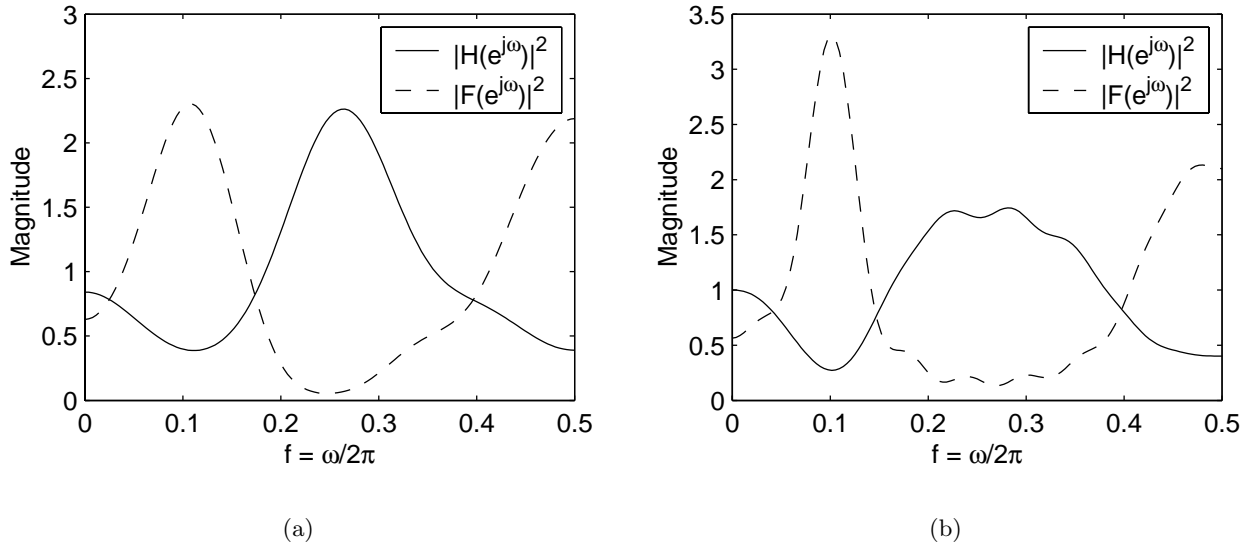 3
2.5
2
1.5
1
0.5
0
0 0.1 0.2 0.3 0.4 0.5
Magnitude
f = ω/2π
|H(e^{jω})|^2
|F(e^{jω})|^2
(a)
3.5
3
2.5
2
1.5
1
0.5
0
0 0.1 0.2 0.3 0.4 0.5
Magnitude
f = ω/2π
|H(e^{jω})|^2
|F(e^{jω})|^2
(b)